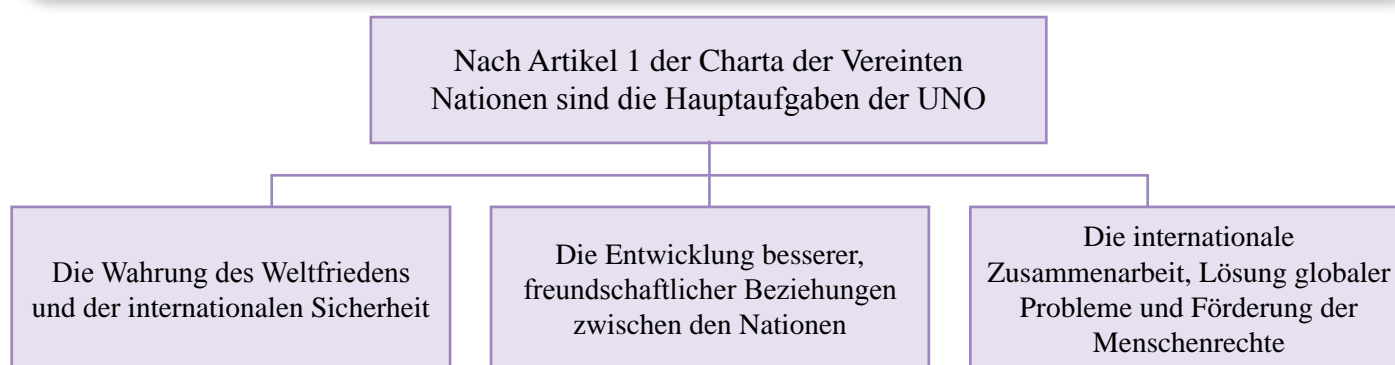 Nach Artikel 1 der Charta der Vereinten
Nationen sind die Hauptaufgaben der UNO
Die Wahrung des Weltfriedens
und der internationalen Sicherheit
Die Entwicklung besserer,
freundschaftlicher Beziehungen
zwischen den Nationen
Die internationale
Zusammenarbeit, Lösung globaler
Probleme und Förderung der
Menschenrechte